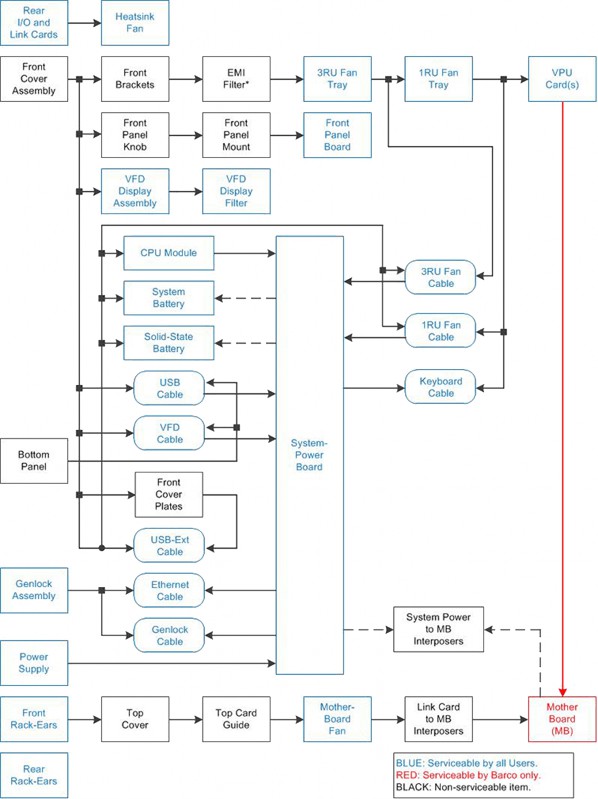 Rear
I/O and
Link Cards
Heatsink
Fan
Front
Cover
Assembly
Front
Brackets
EMI
Filter*
3RU Fan
Tray
1RU Fan
Tray
VPU
Card(s)
Front
Panel
Knob
Front
Panel
Mount
Front
Panel
Board
VFD
Display
Assembly
VFD
Display
Filter
CPU Module
3RU Fan
Cable
System
Battery
1RU Fan
Cable
Solid-State
Battery
USB
Cable
Keyboard
Cable
VFD
Cable
System-
Power
Board
Bottom
Panel
Front
Cover
Plates
USB-Ext
Cable
Genlock
Assembly
Ethernet
Cable
Genlock
Cable
System Power
to MB
Interposers
Power
Supply
Front
Rack-Ears
Top
Cover
Top Card
Guide
Mother-
Board
Fan
Link Card
to MB
Interposers
Mother
Board
(MB)
Rear
Rack-Ears
BLUE: Serviceable by all Users.
RED: Serviceable by Barco only.
BLACK: Non-serviceable item.